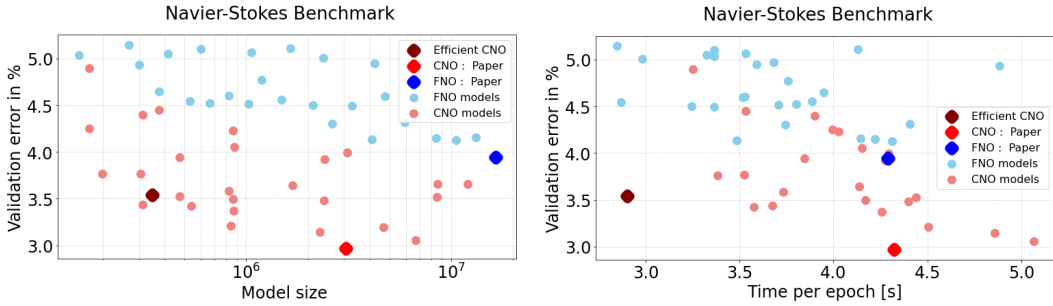 Navier-Stokes Benchmark
Validation error in %
5.0
4.5
4.0
3.5
3.0
Efficient CNO
CNO : Paper
FNO : Paper
FNO models
CNO models
10^6
10^7
Model size
Navier-Stokes Benchmark
Validation error in %
5.0
4.5
4.0
3.5
3.0
Efficient CNO
CNO : Paper
FNO : Paper
FNO models
CNO models
3.0 3.5 4.0 4.5 5.0
Time per epoch [s]